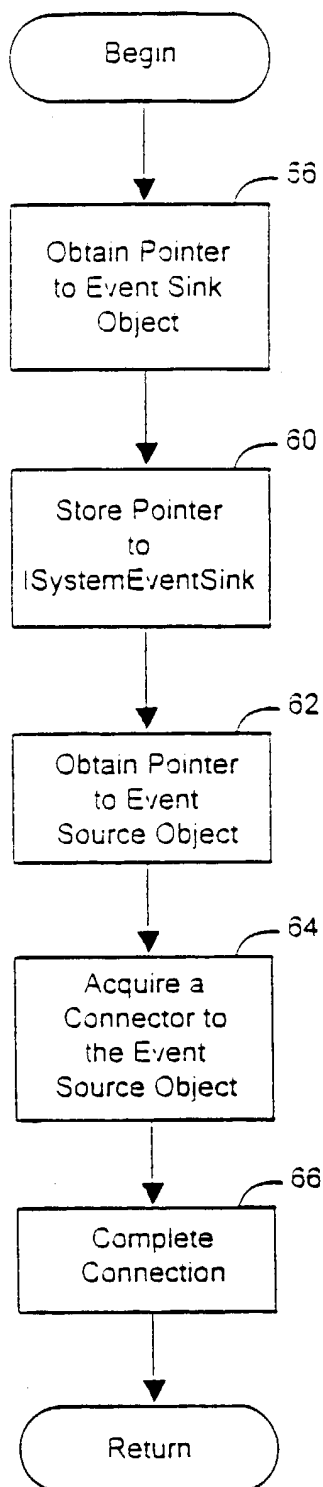 Begin
56
Obtain Pointer
to Event Sink
Object
60
Store Pointer
to
ISystemEventSink
62
Obtain Pointer
to Event
Source Object
64
Acquire a
Connector to
the Event
Source Object
66
Complete
Connection
Return